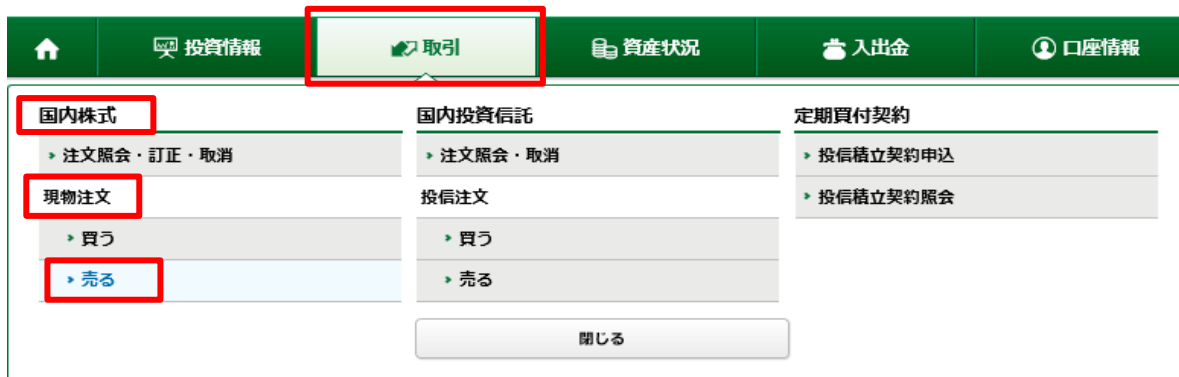 投資情報
取引
資産状況
入出金
口座情報
国内株式
注文照会・訂正・取消
現物注文
買う
売る
国内投資信託
注文照会・取消
投信注文
買う
売る
定期買付契約
投信積立契約申込
投信積立契約照会
閉じる